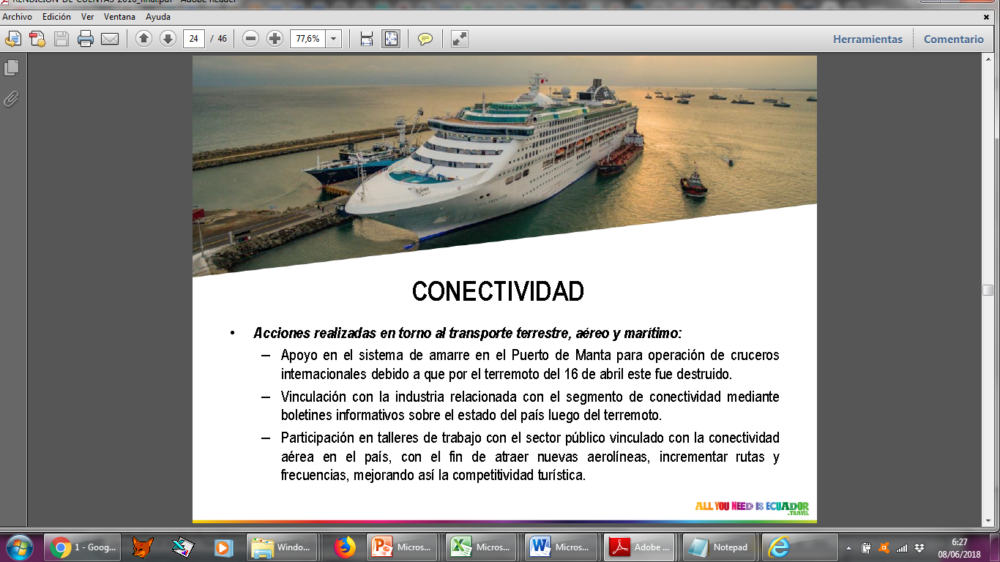 RENDICION DE CUENTAS 2016_final.pdf - Adobe Reader
Archivo Edición Ver Ventana Ayuda
24 / 46 77,6% Herramientas Comentario
CONECTIVIDAD
• Acciones realizadas en torno al transporte terrestre, aéreo y marítimo:
– Apoyo en el sistema de amarre en el Puerto de Manta para operación de cruceros
internacionales debido a que por el terremoto del 16 de abril este fue destruido.
– Vinculación con la industria relacionada con el segmento de conectividad mediante
boletines informativos sobre el estado del país luego del terremoto.
– Participación en talleres de trabajo con el sector público vinculado con la conectividad
aérea en el país, con el fin de atraer nuevas aerolíneas, incrementar rutas y
frecuencias, mejorando así la competitividad turística.
ALL YOU NEED IS ECUADOR
.TRAVEL
1 - Goog... Windo... Micros... Micros... Micros... Adobe ... Notepad 6:27
08/06/2018